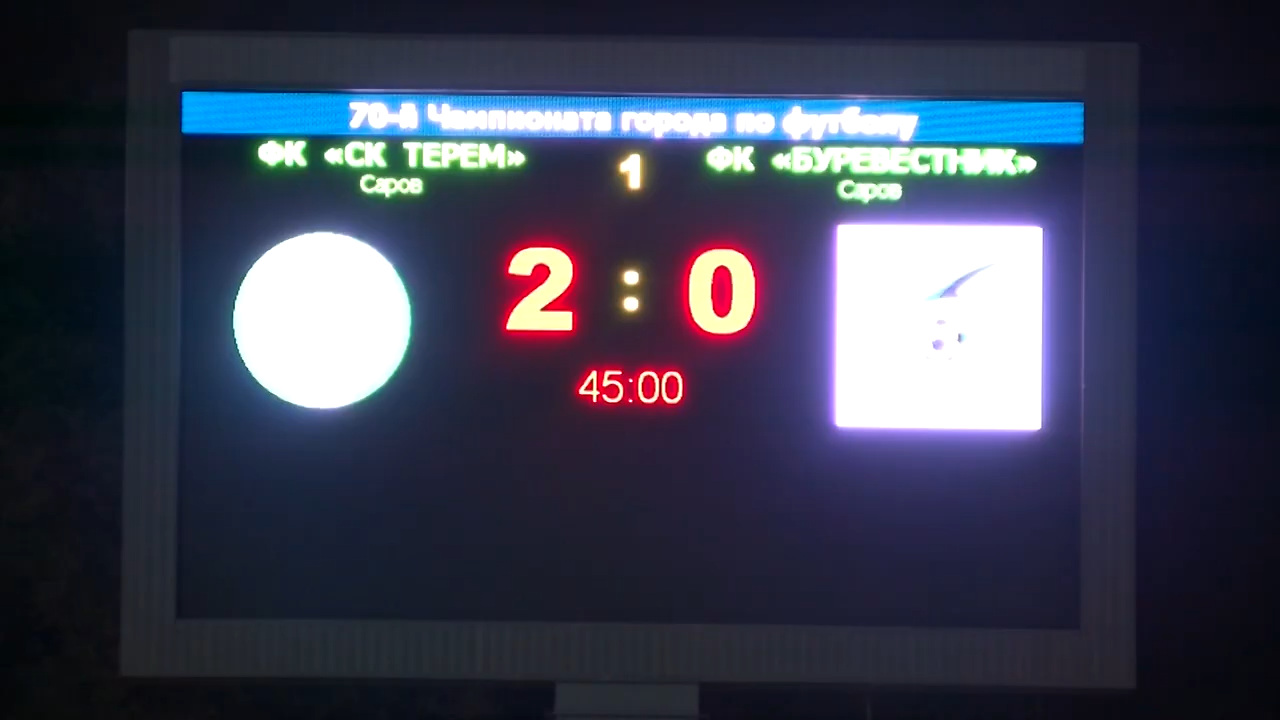 70-й Чемпионата города по футболу
ФК «СК ТЕРЕМ» 1 ФК «БУРЕВЕСТНИК»
Саров Саров
2 : 0
45:00